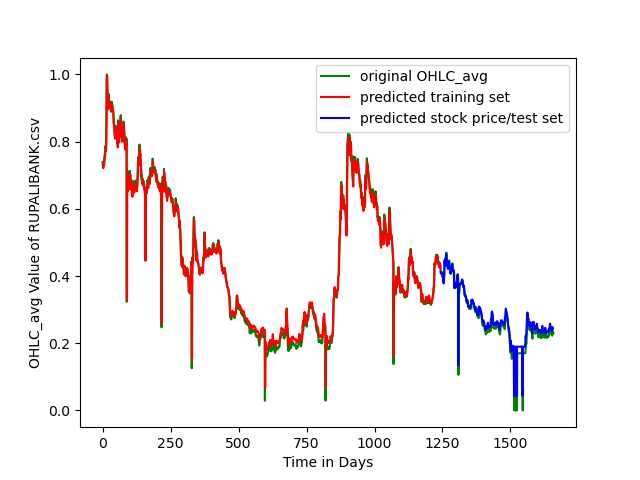 original OHLC_avg
predicted training set
predicted stock price/test set
1.0
0.8
0.6
0.4
0.2
0.0
OHLC_avg Value of RUPALIBANK.csv
0 250 500 750 1000 1250 1500
Time in Days